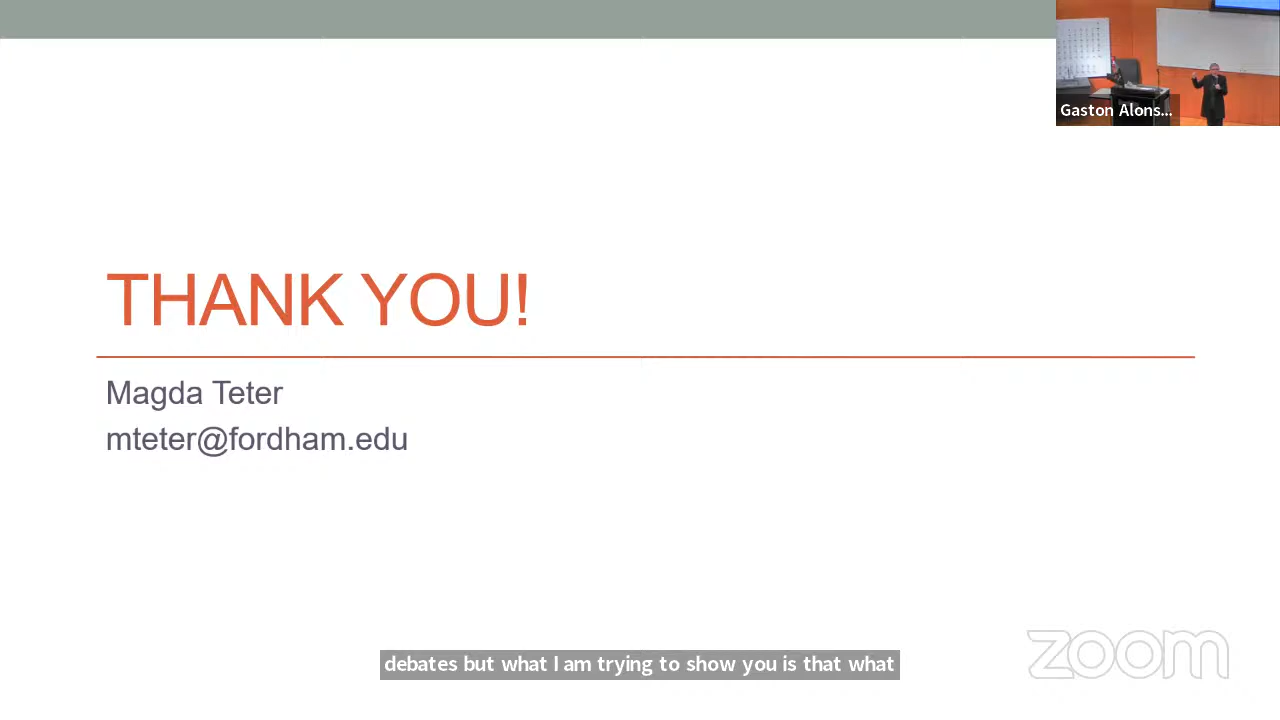 Gaston Alons...
THANK YOU!
Magda Teter
mteter@fordham.edu
debates but what I am trying to show you is that what
zoom